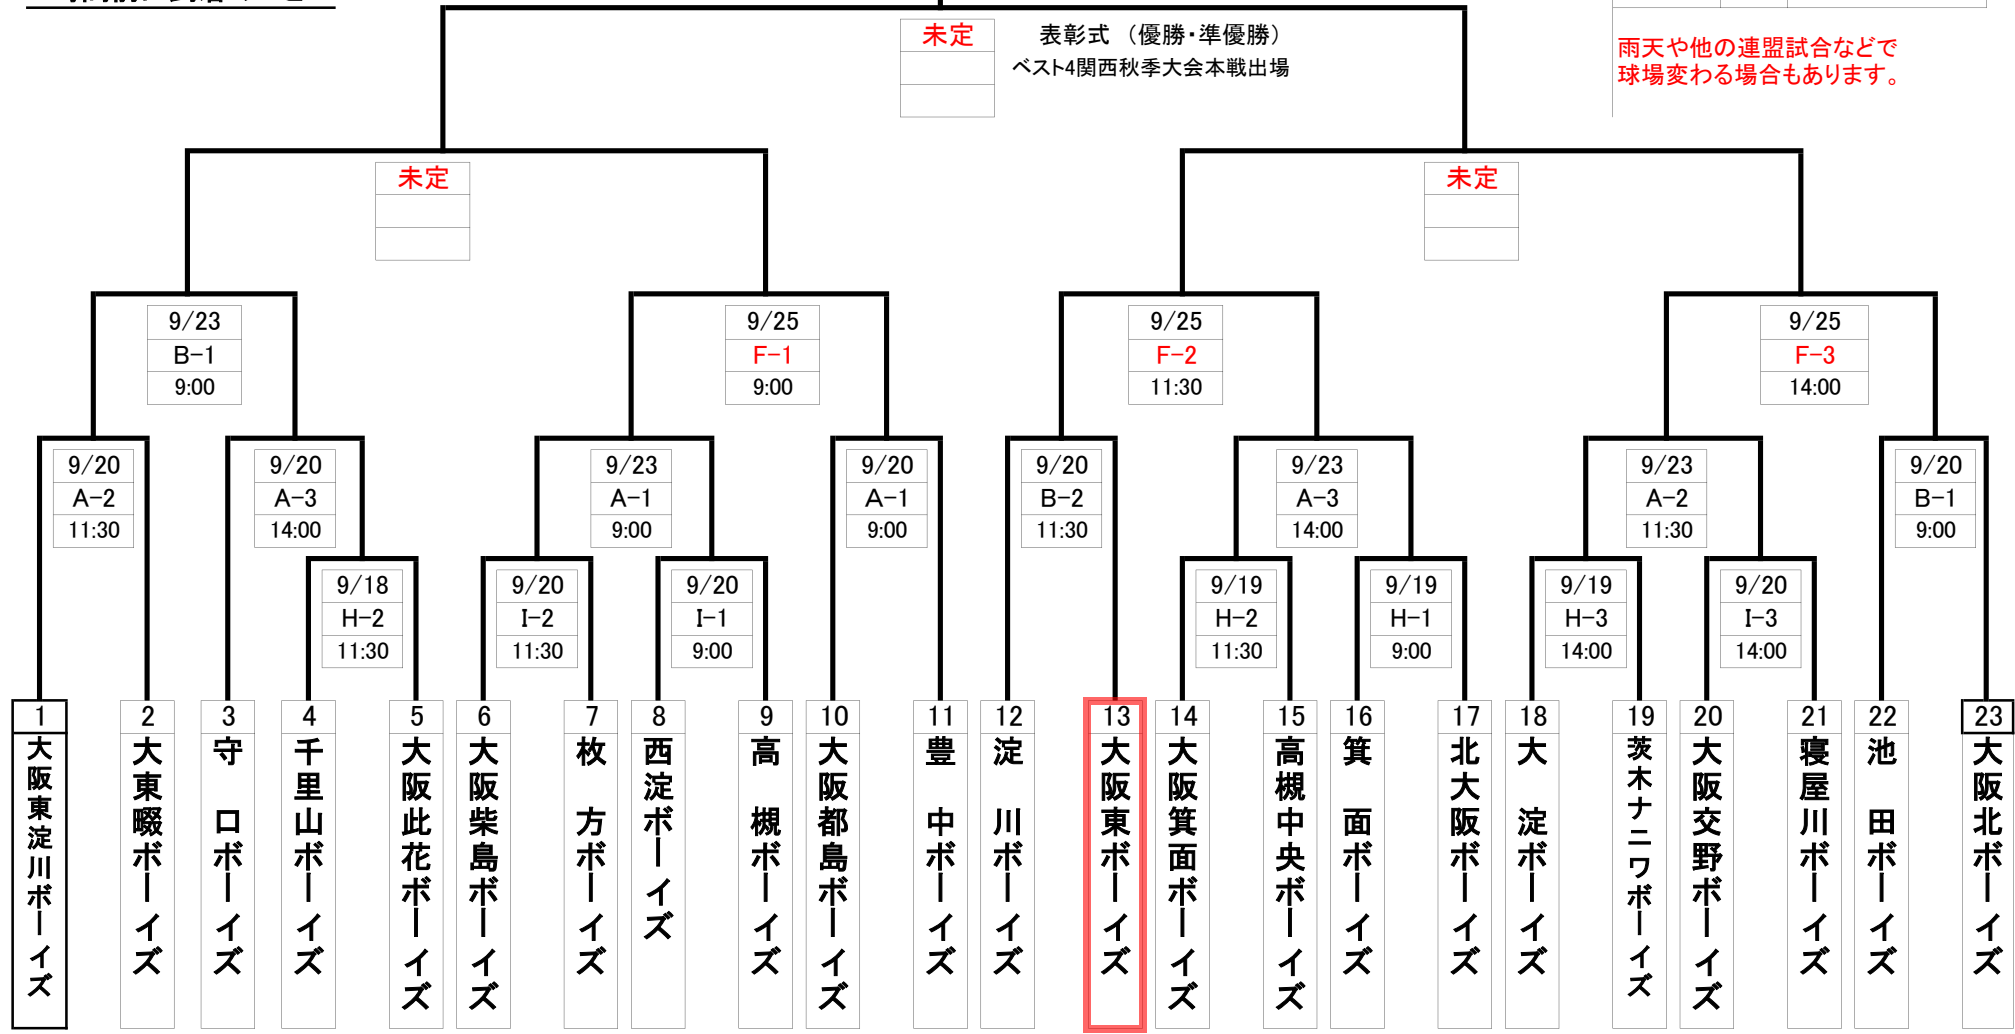 未定
表彰式 （優勝・準優勝）
ベスト4関西秋季大会本戦出場
雨天や他の連盟試合などで
球場変わる場合もあります。
未定
未定
9/23
B-1
9:00
9/25
F-1
9:00
9/25
F-2
11:30
9/25
F-3
14:00
9/20
A-2
11:30
9/20
A-3
14:00
9/23
A-1
9:00
9/20
A-1
9:00
9/20
B-2
11:30
9/23
A-3
14:00
9/23
A-2
11:30
9/20
B-1
9:00
9/18
H-2
11:30
9/20
I-2
11:30
9/20
I-1
9:00
9/19
H-2
11:30
9/19
H-1
9:00
9/19
H-3
14:00
9/20
I-3
14:00
1
大阪東淀川ボーイズ
2
大東畷ボーイズ
3
守 口ボーイズ
4
千里山ボーイズ
5
大阪此花ボーイズ
6
大阪柴島ボーイズ
7
枚 方ボーイズ
8
西淀ボーイズ
9
高 槻ボーイズ
10
大阪都島ボーイズ
11
豊 中ボーイズ
12
淀 川ボーイズ
13
大阪東ボーイズ
14
大阪箕面ボーイズ
15
高槻中央ボーイズ
16
箕 面ボーイズ
17
北大阪ボーイズ
18
大 淀ボーイズ
19
茨木ナニワボーイズ
20
大阪交野ボーイズ
21
寝屋川ボーイズ
22
池 田ボーイズ
23
大阪北ボーイズ